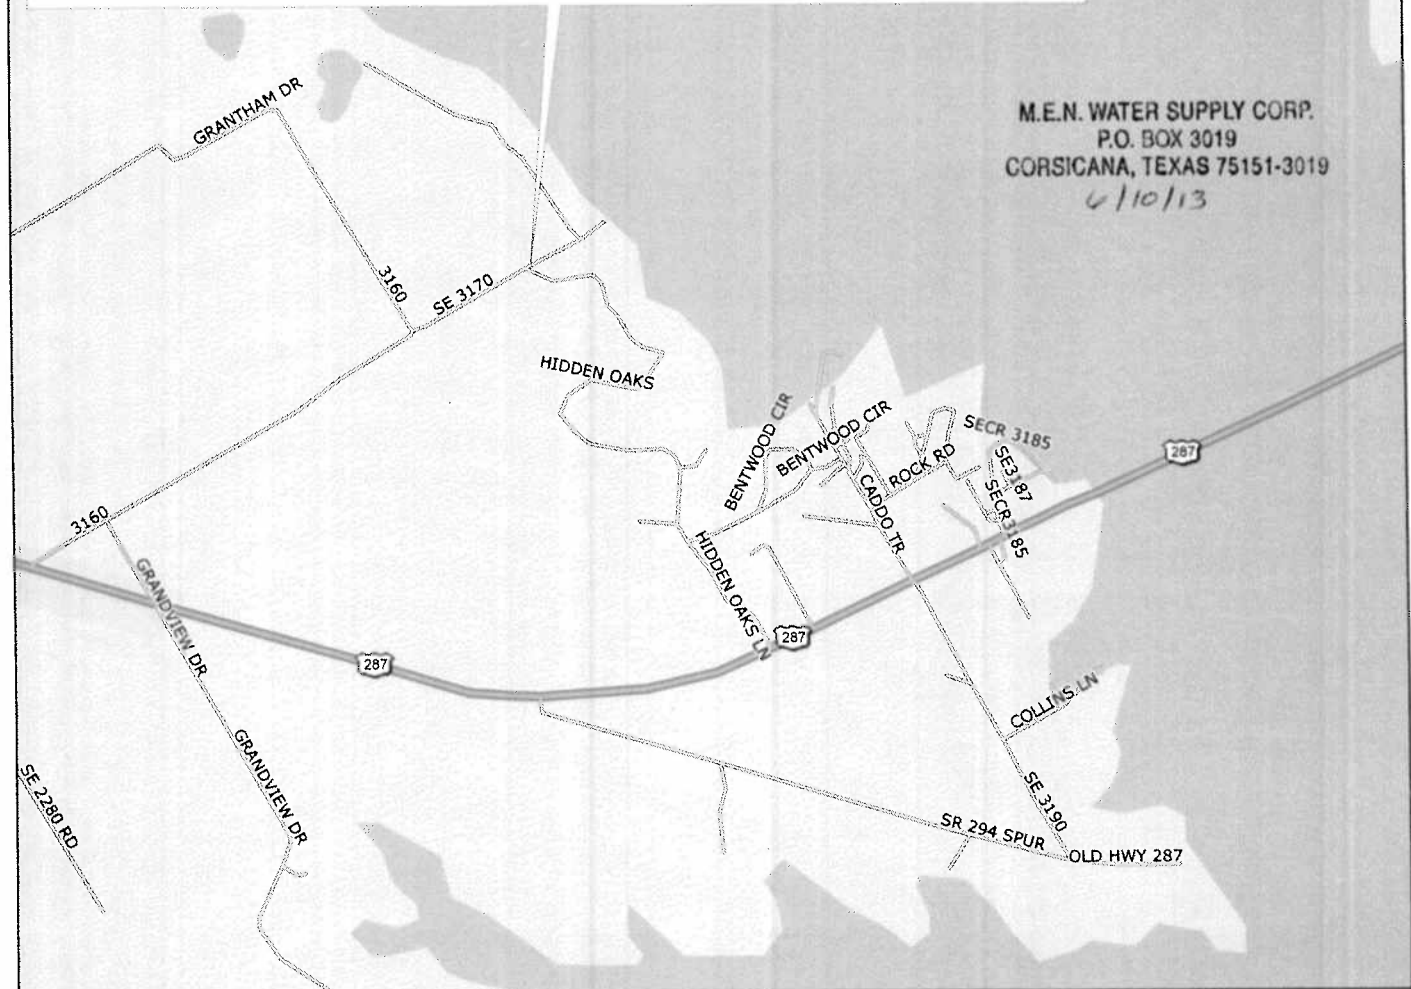 GRANTHAM DR
M.E.N. WATER SUPPLY CORP.
P.O. BOX 3019
CORSICANA, TEXAS 75151-3019
6/10/13
3160
SE 3170
HIDDEN OAKS
BENTWOOD CIR
BENTWOOD CIR
SECR 3185
ROCK RD
SE3187
287
CADDO TR
SECR3185
3160
HIDDEN OAKS LN
GRANDVIEW DR
287
287
COLLINS LN
GRANDVIEW DR
SE 2280 RD
SE 3190
SR 294 SPUR
OLD HWY 287